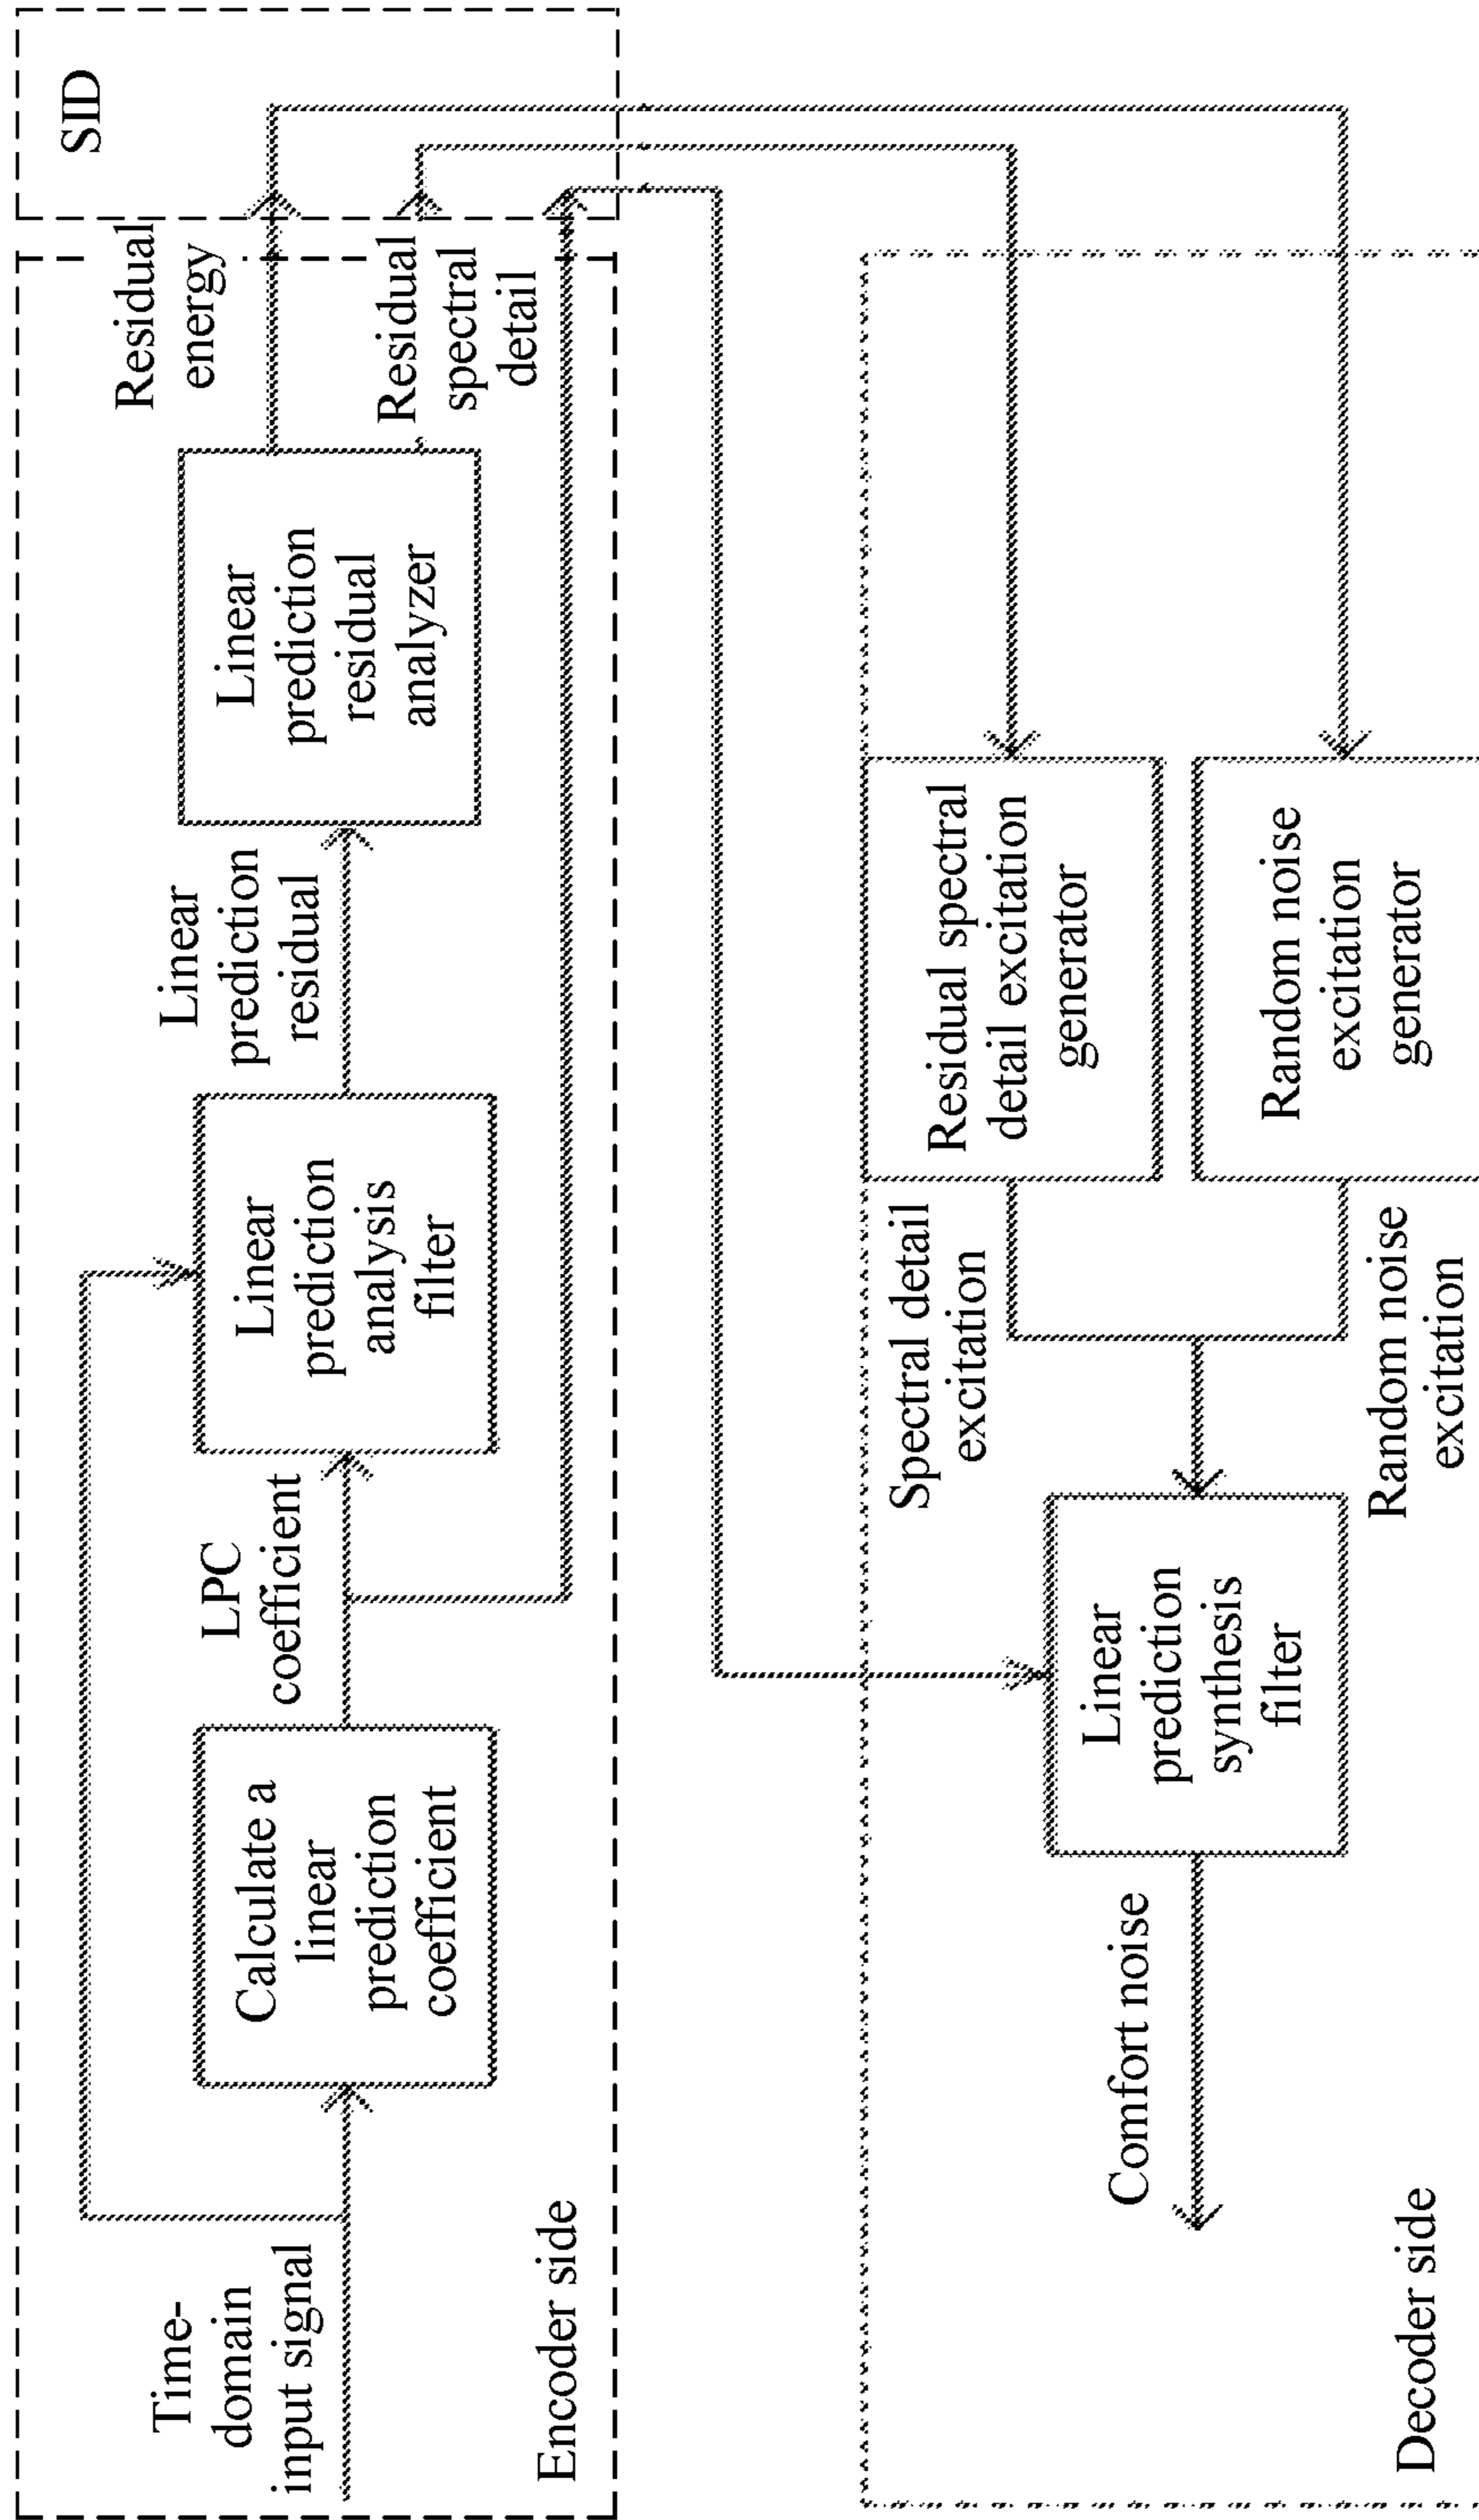 Time-
domain
input signal
Calculate a
linear
prediction
coefficient
LPC
coefficient
Linear
prediction
analysis
filter
Linear
prediction
residual
Linear
prediction
residual
analyzer
Residual
energy
Residual
spectral
detail
SID
Encoder side
Comfort noise
Linear
prediction
synthesis
filter
Spectral detail
excitation
Random noise
excitation
Residual spectral
detail excitation
generator
Random noise
excitation
generator
Decoder side